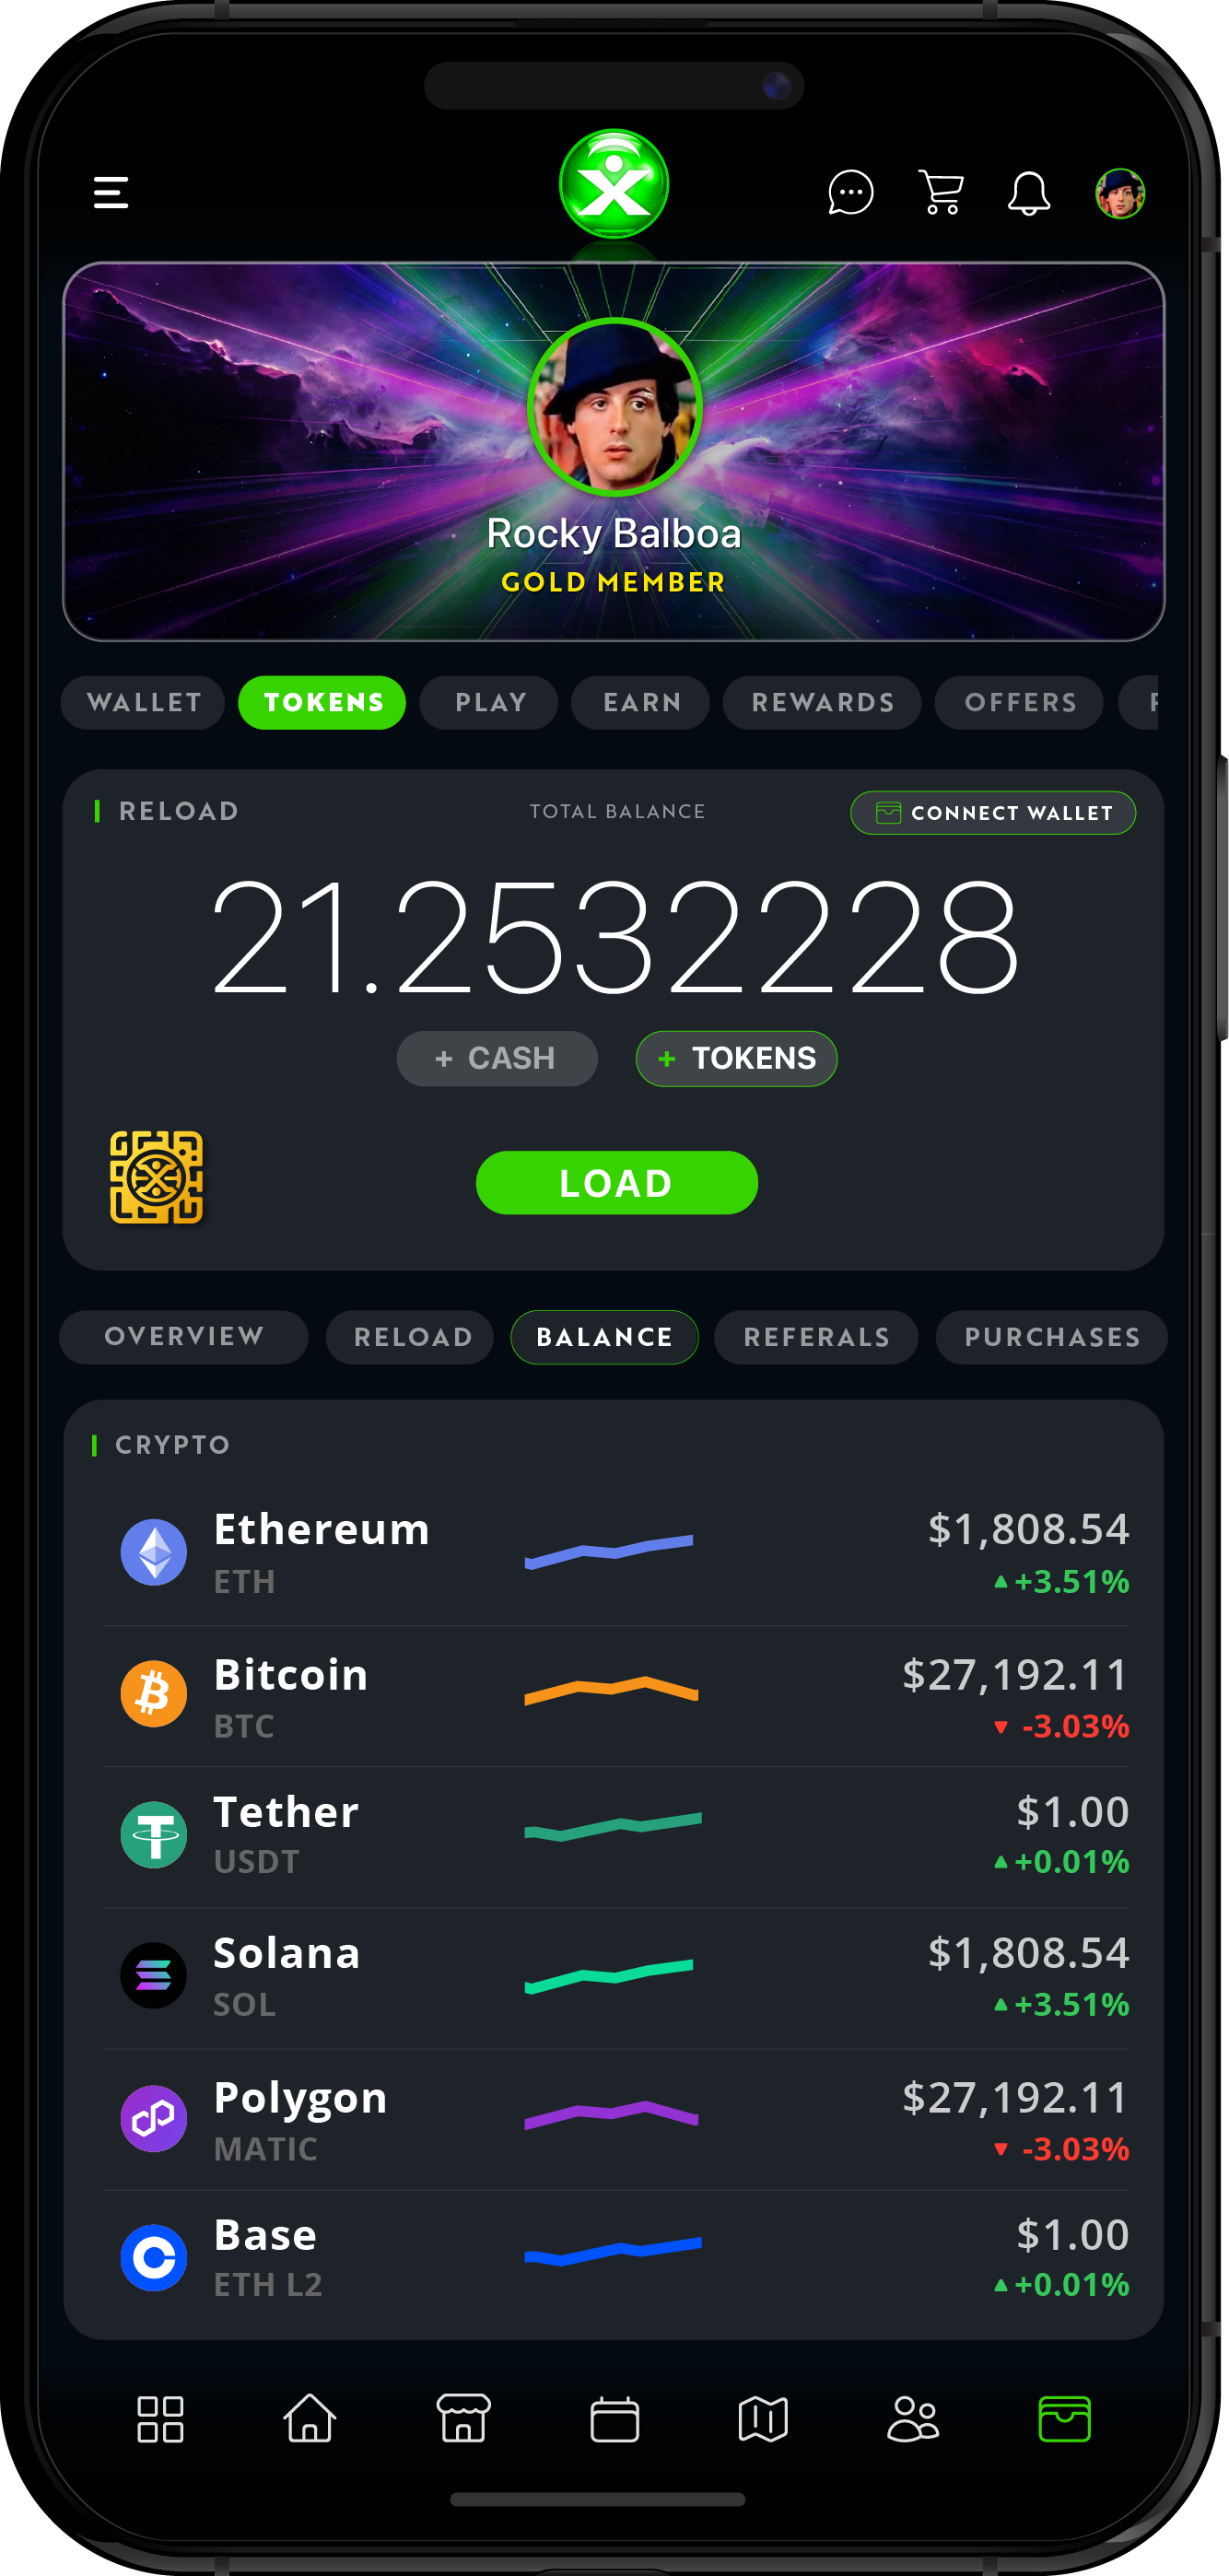 Rocky Balboa
GOLD MEMBER
WALLET TOKENS PLAY EARN REWARDS OFFERS
RELOAD TOTAL BALANCE CONNECT WALLET
21.2532228
+ CASH + TOKENS
LOAD
OVERVIEW RELOAD BALANCE REFERALS PURCHASES
CRYPTO
Ethereum $1,808.54
ETH +3.51%
Bitcoin $27,192.11
BTC -3.03%
Tether $1.00
USDT +0.01%
Solana $1,808.54
SOL +3.51%
Polygon $27,192.11
MATIC -3.03%
Base $1.00
ETH L2 +0.01%